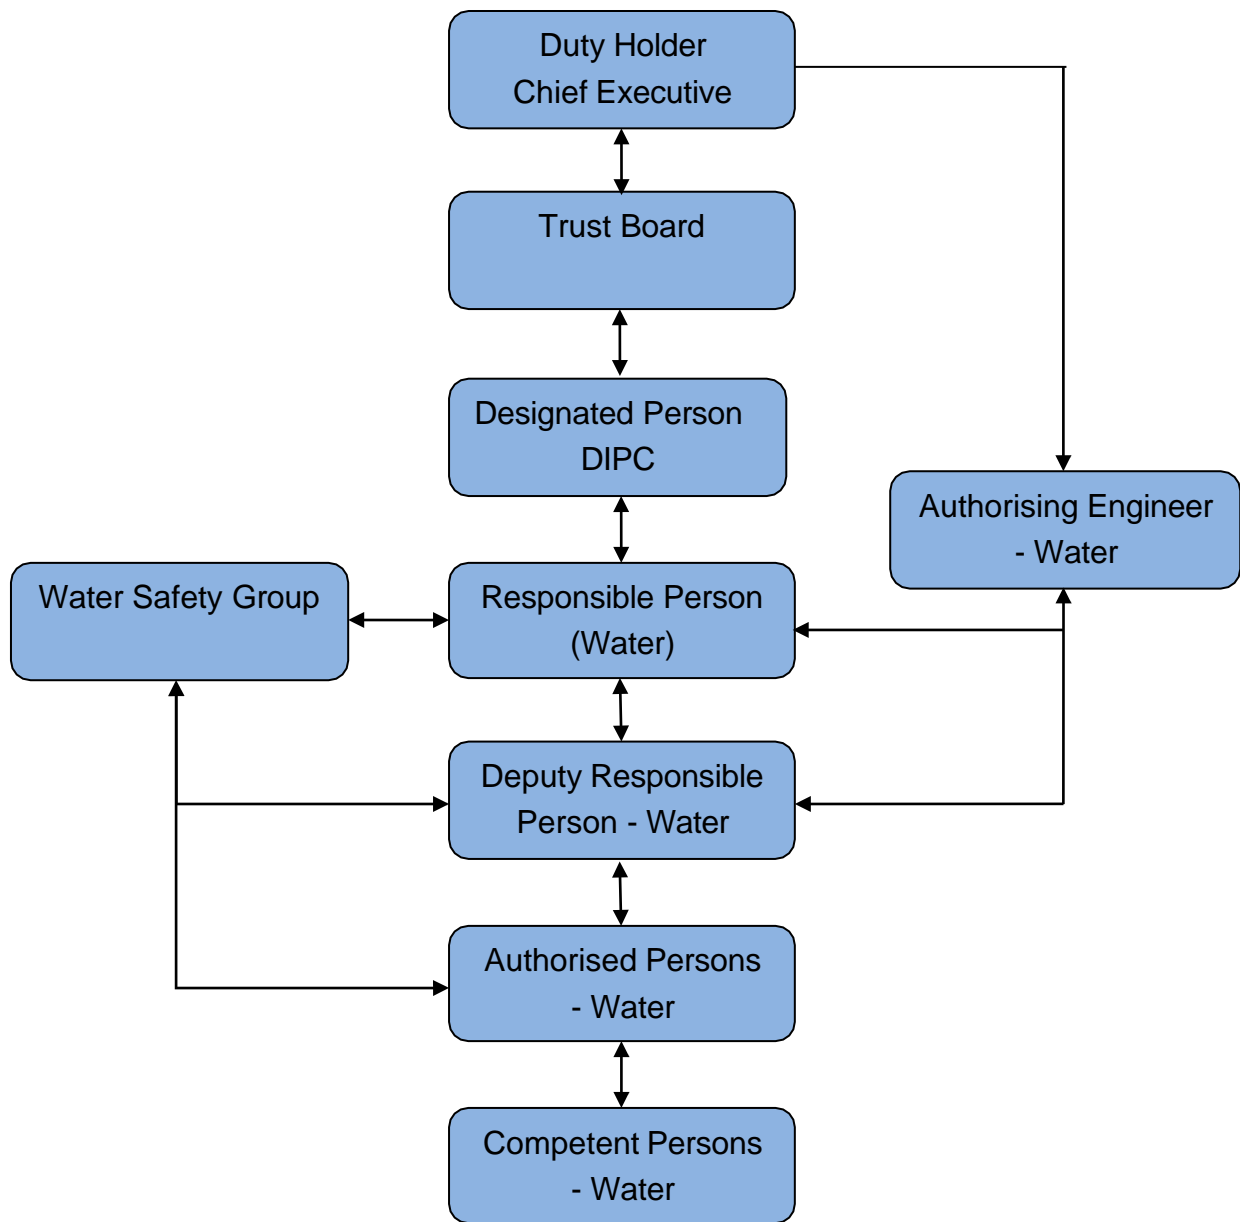 Duty Holder
Chief Executive
Trust Board
Designated Person
DIPC
Authorising Engineer
- Water
Water Safety Group
Responsible Person
(Water)
Deputy Responsible
Person - Water
Authorised Persons
- Water
Competent Persons
- Water